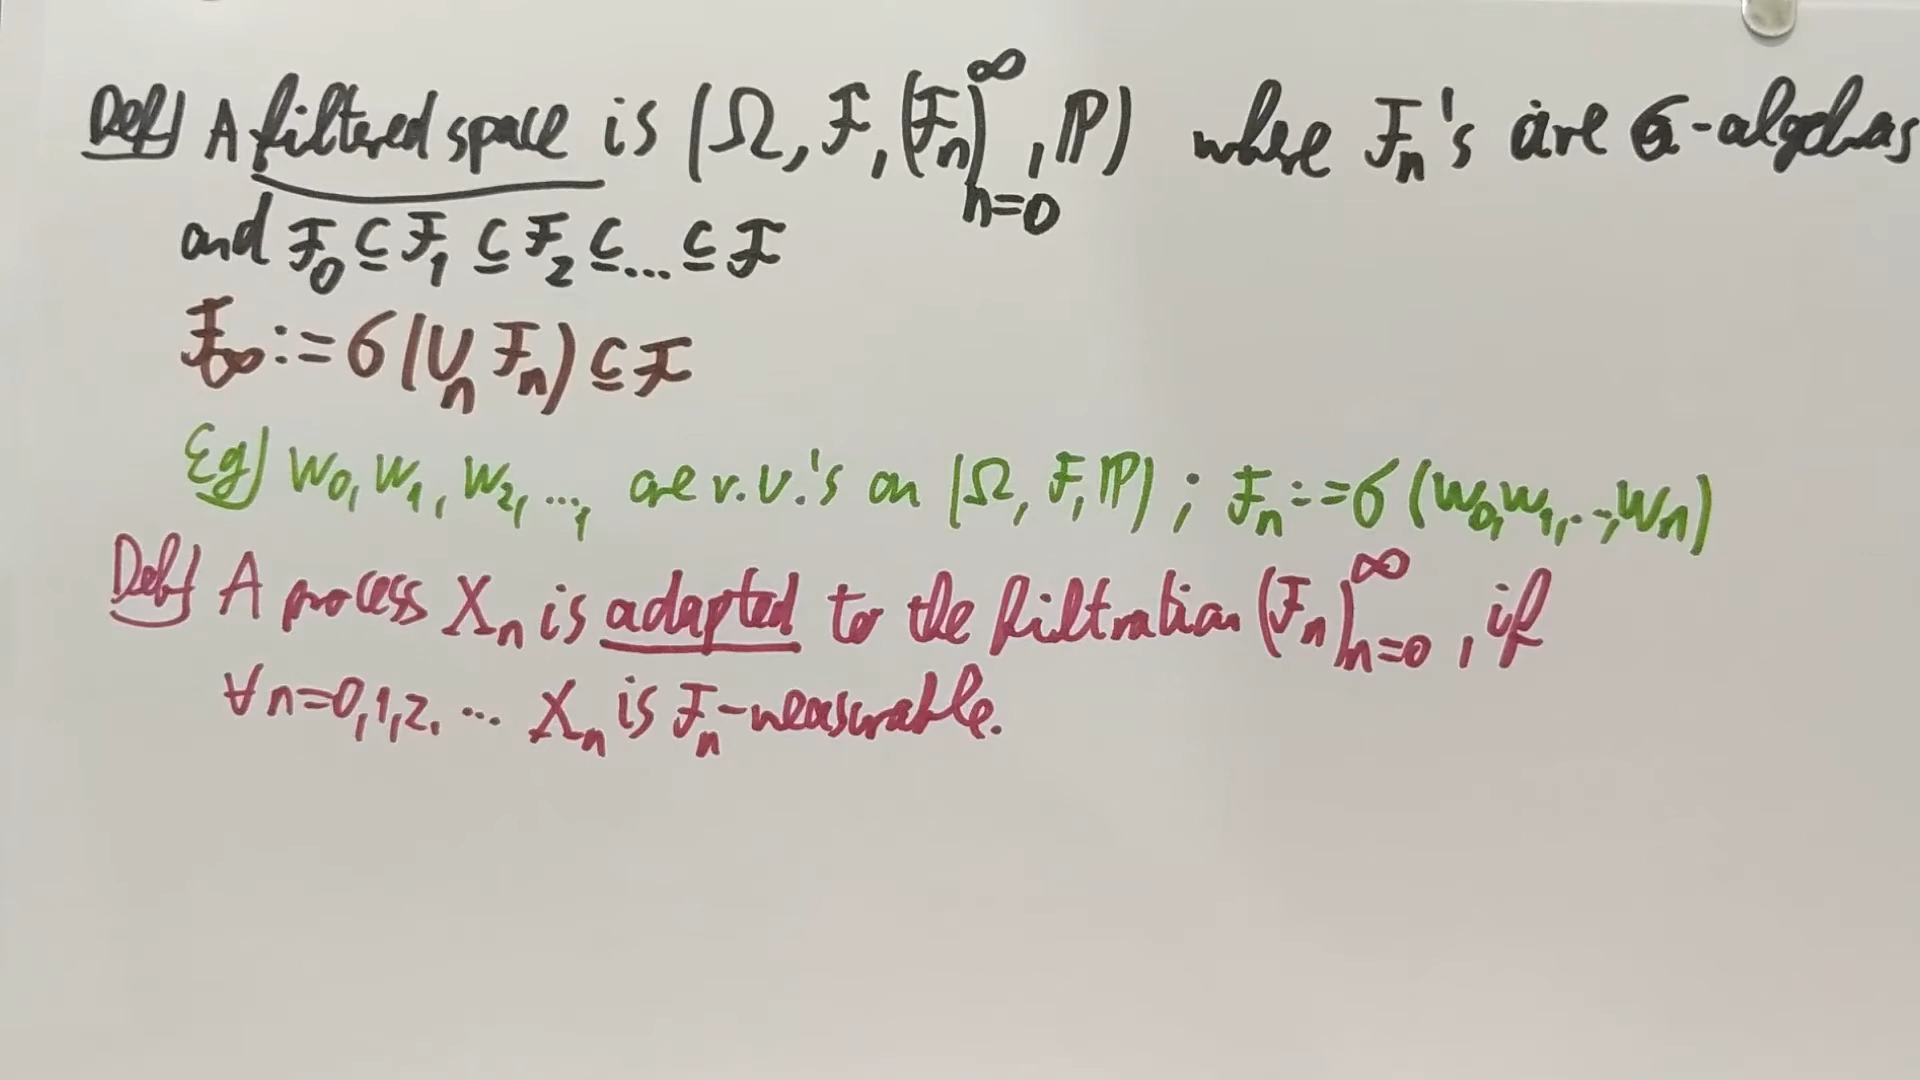 Def) A filtered space is (Ω, ℱ, (ℱₙ)_{n=0}^∞, ℙ) where ℱₙ's are σ-algebras
and ℱ₀ ⊆ ℱ₁ ⊆ ℱ₂ ⊆ ... ⊆ ℱ
ℱ_∞ := σ(∪ₙ ℱₙ) ⊆ ℱ
Eg) W₀, W₁, W₂, ..., are r.v.'s on (Ω, ℱ, ℙ) ; ℱₙ := σ(W₀, W₁, .., Wₙ)
Def) A process Xₙ is adapted to the filtration (ℱₙ)_{n=0}^∞, if
∀n=0,1,2, ... Xₙ is ℱₙ-measurable.